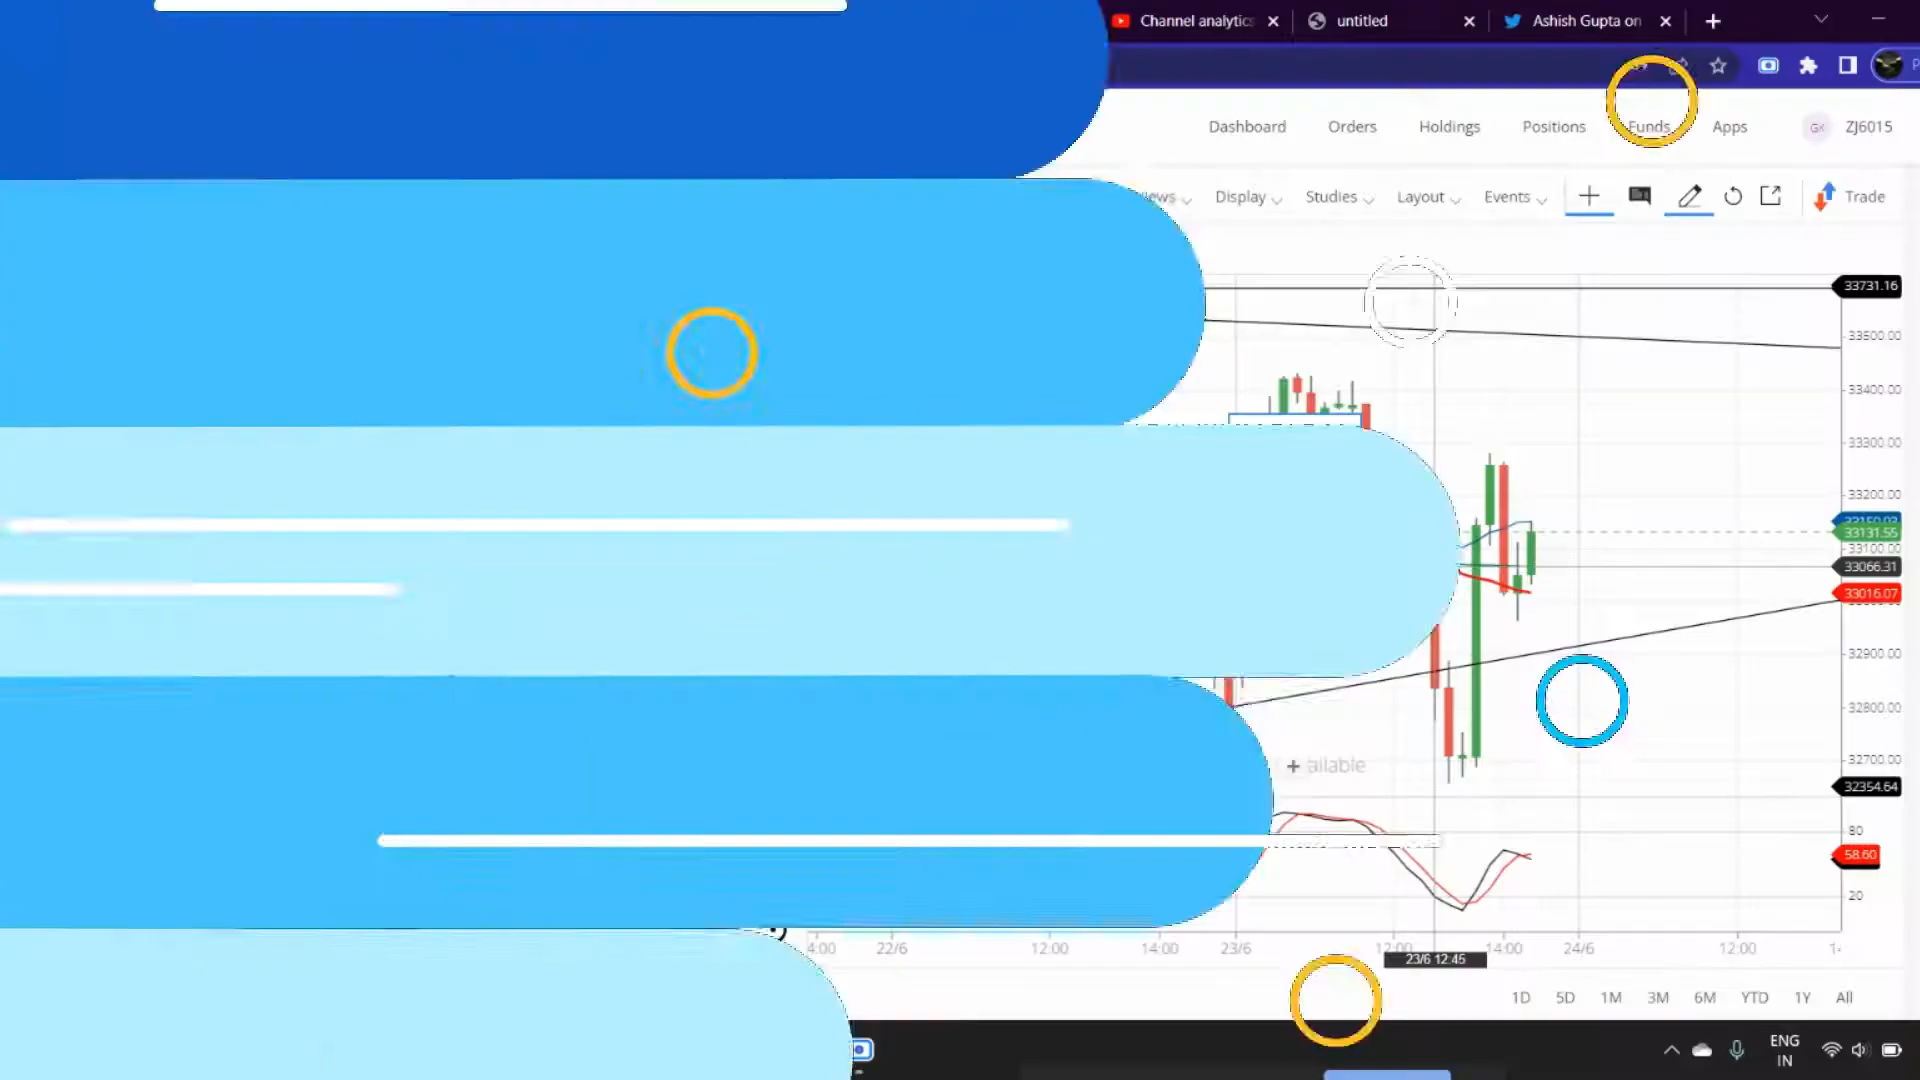 Channel analytics
untitled
Ashish Gupta on
Dashboard
Orders
Holdings
Positions
Funds
Apps
GK
ZJ6015
Display
Studies
Layout
Events
Trade
33731.16
33500.00
33400.00
33300.00
33200.00
33131.55
33100.00
33066.31
33016.07
32900.00
32800.00
ailable
32700.00
32354.64
80
58.60
20
22/6
12:00
14:00
23/6
12:00
14:00
24/6
12:00
23/6 12:45
1D
5D
1M
3M
6M
YTD
1Y
All
ENG
IN